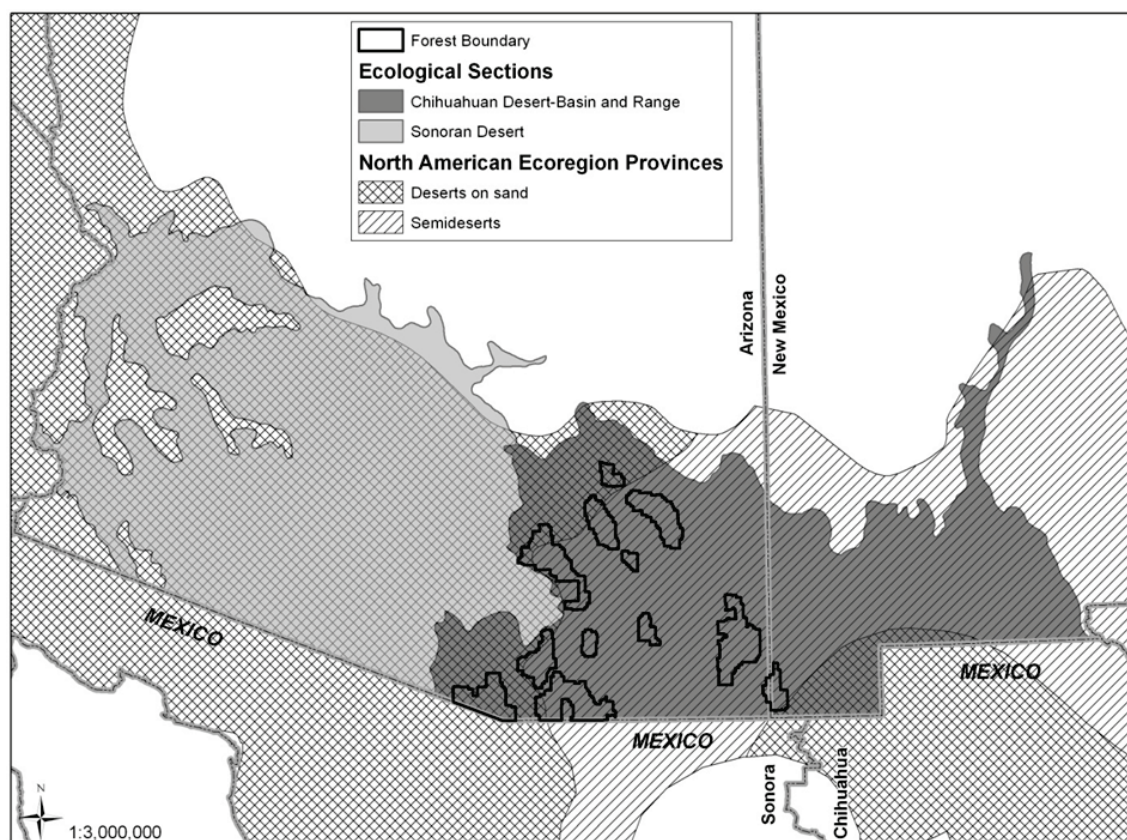 Forest Boundary
Ecological Sections
Chihuahuan Desert-Basin and Range
Sonoran Desert
North American Ecoregion Provinces
Deserts on sand
Semideserts
Arizona
New Mexico
MEXICO
MEXICO
MEXICO
Sonora
Chihuahua
N
1:3,000,000